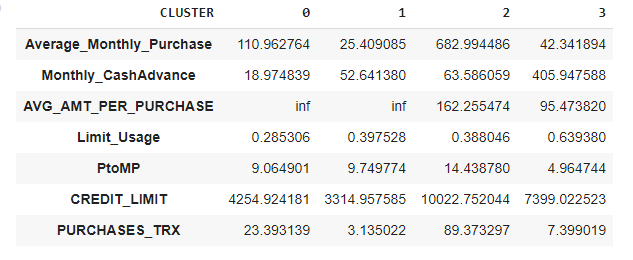 CLUSTER 0 1 2 3
Average_Monthly_Purchase 110.962764 25.409085 682.994486 42.341894
Monthly_CashAdvance 18.974839 52.641380 63.586059 405.947588
AVG_AMT_PER_PURCHASE inf inf 162.255474 95.473820
Limit_Usage 0.285306 0.397528 0.388046 0.639380
PtoMP 9.064901 9.749774 14.438780 4.964744
CREDIT_LIMIT 4254.924181 3314.957585 10022.752044 7399.022523
PURCHASES_TRX 23.393139 3.135022 89.373297 7.399019